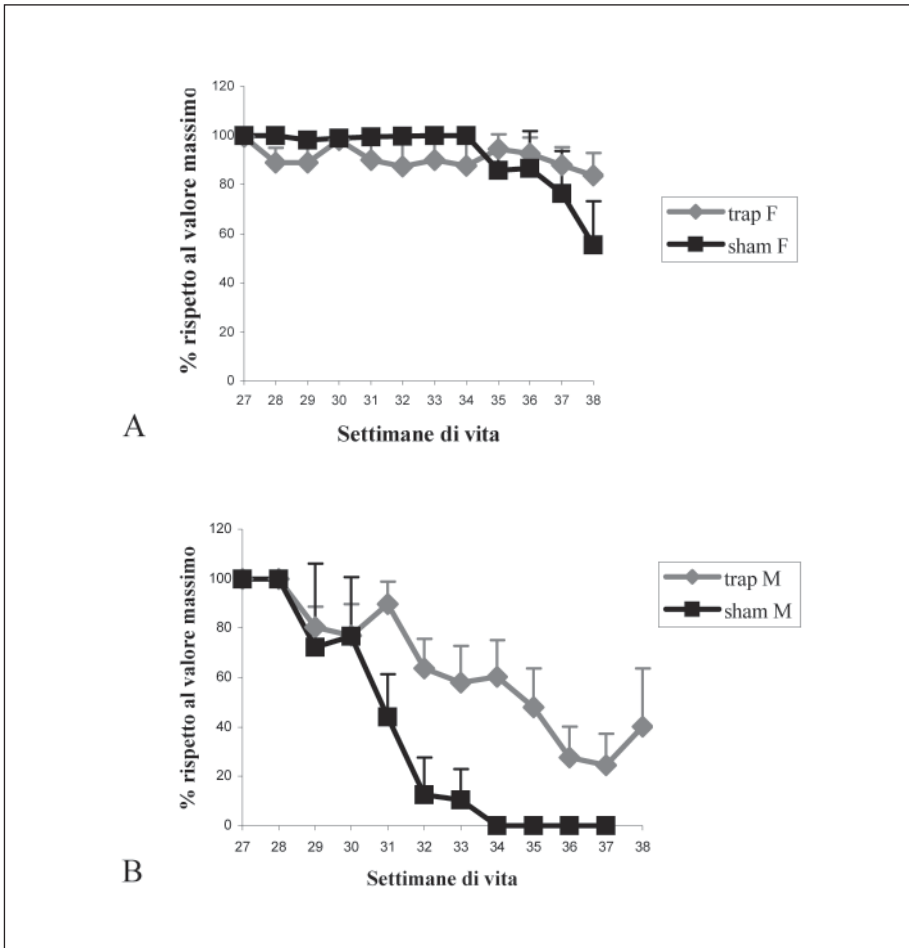 % rispetto al valore massimo
120
100
80
60
40
20
0
27 28 29 30 31 32 33 34 35 36 37 38
Settimane di vita
trap F
sham F
A
% rispetto al valore massimo
120
100
80
60
40
20
0
27 28 29 30 31 32 33 34 35 36 37 38
Settimane di vita
trap M
sham M
B